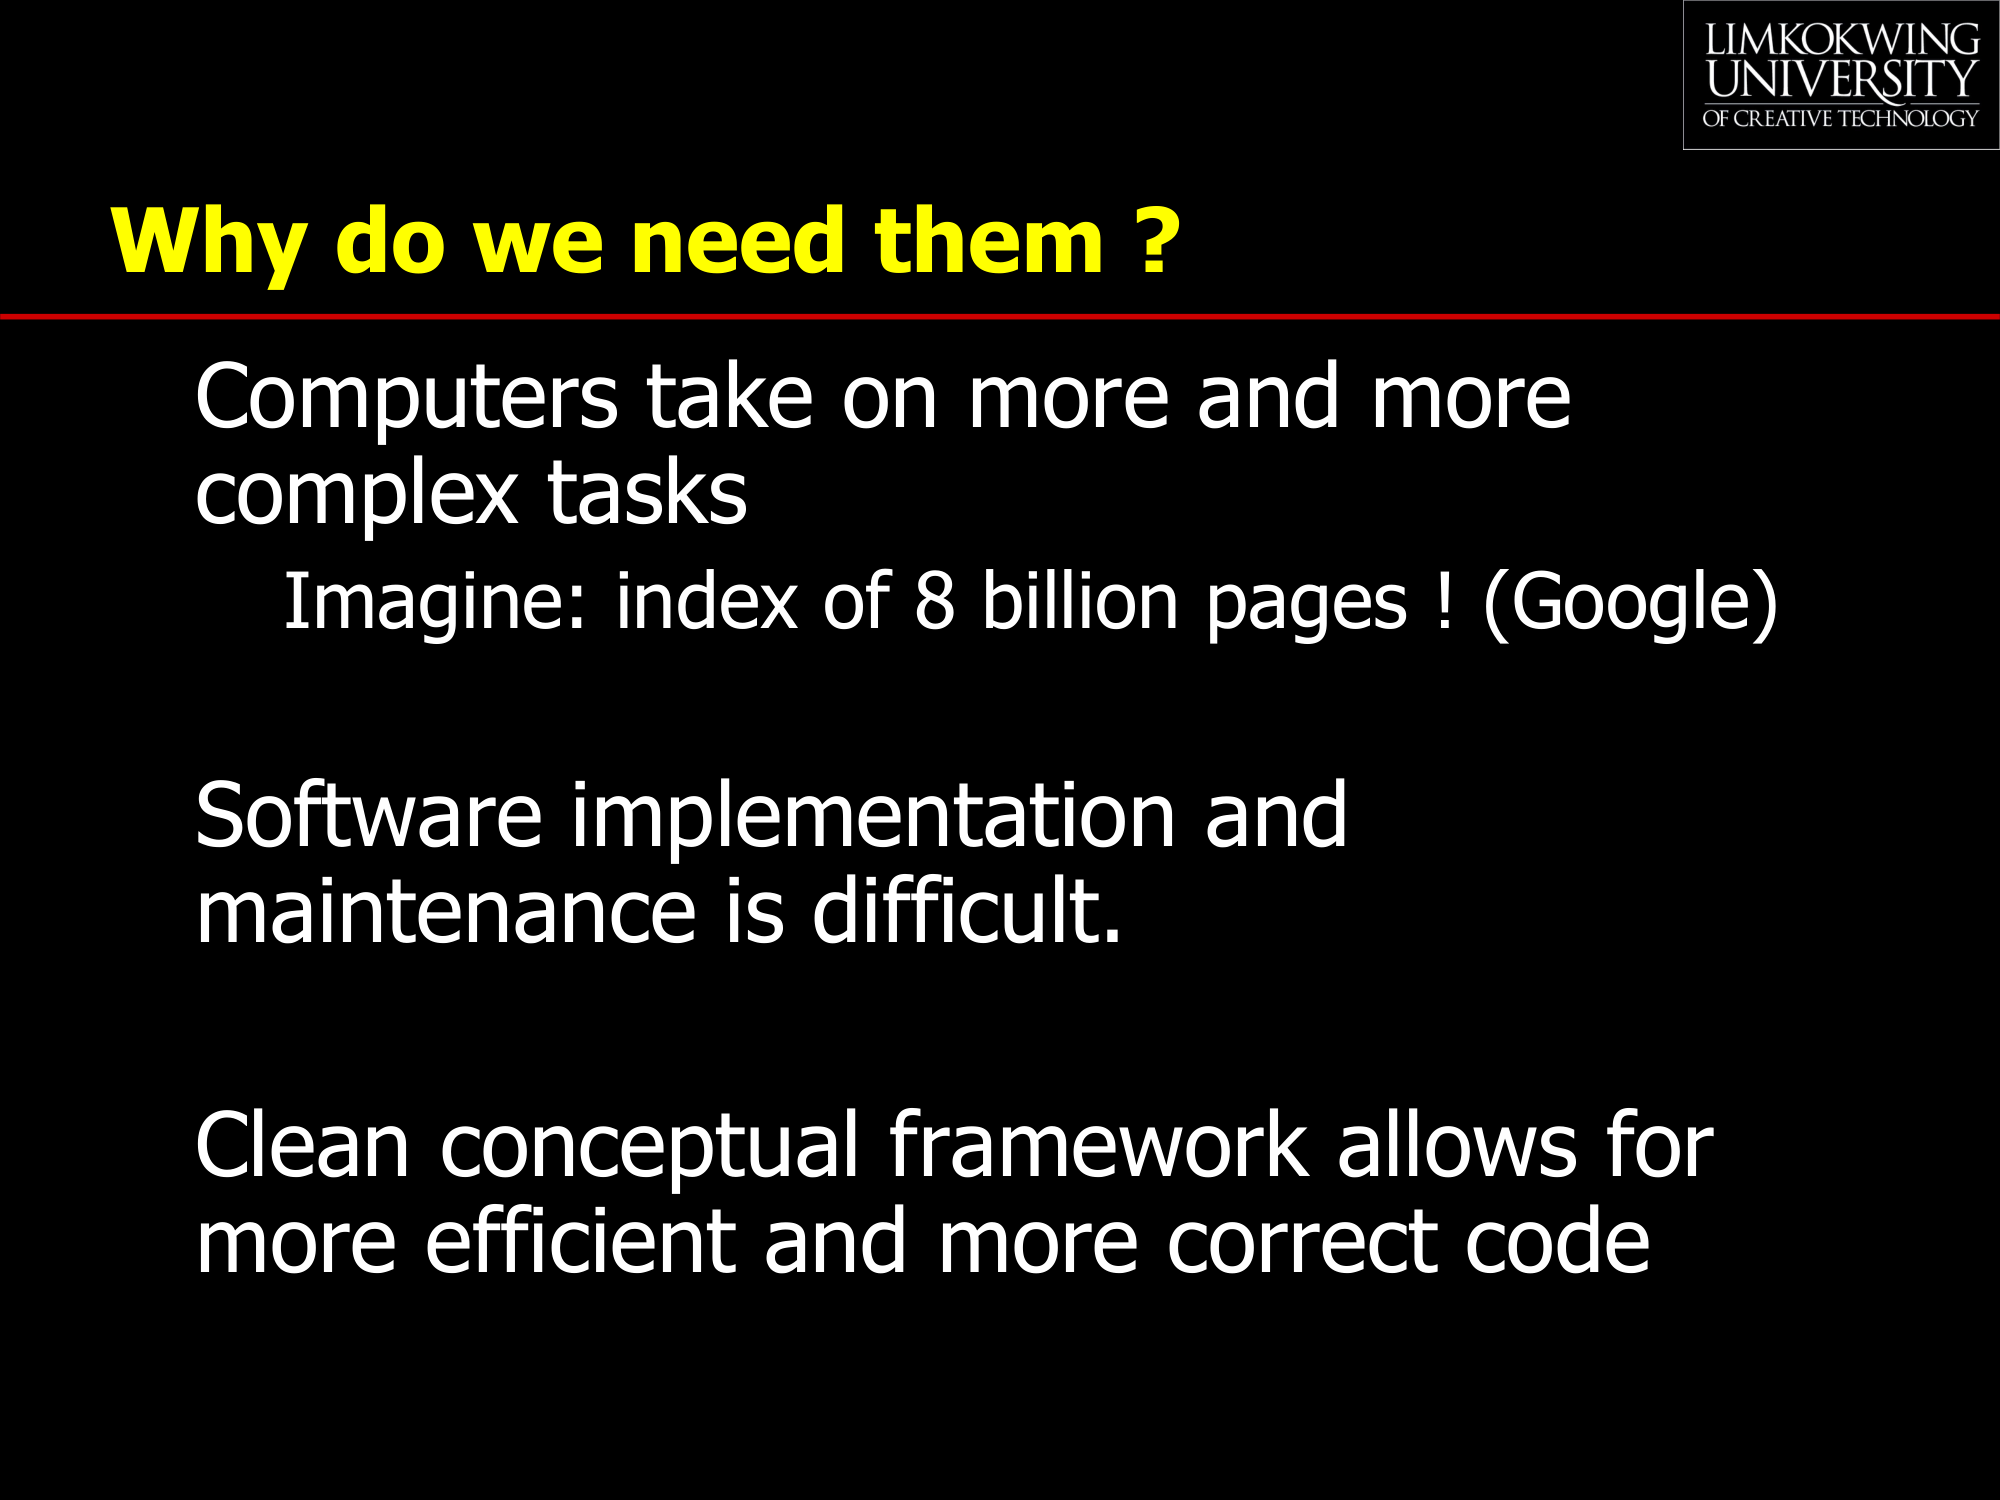 LIMKOKWING
UNIVERSITY
OF CREATIVE TECHNOLOGY
Why do we need them ?
Computers take on more and more
complex tasks
Imagine: index of 8 billion pages ! (Google)
Software implementation and
maintenance is difficult.
Clean conceptual framework allows for
more efficient and more correct code